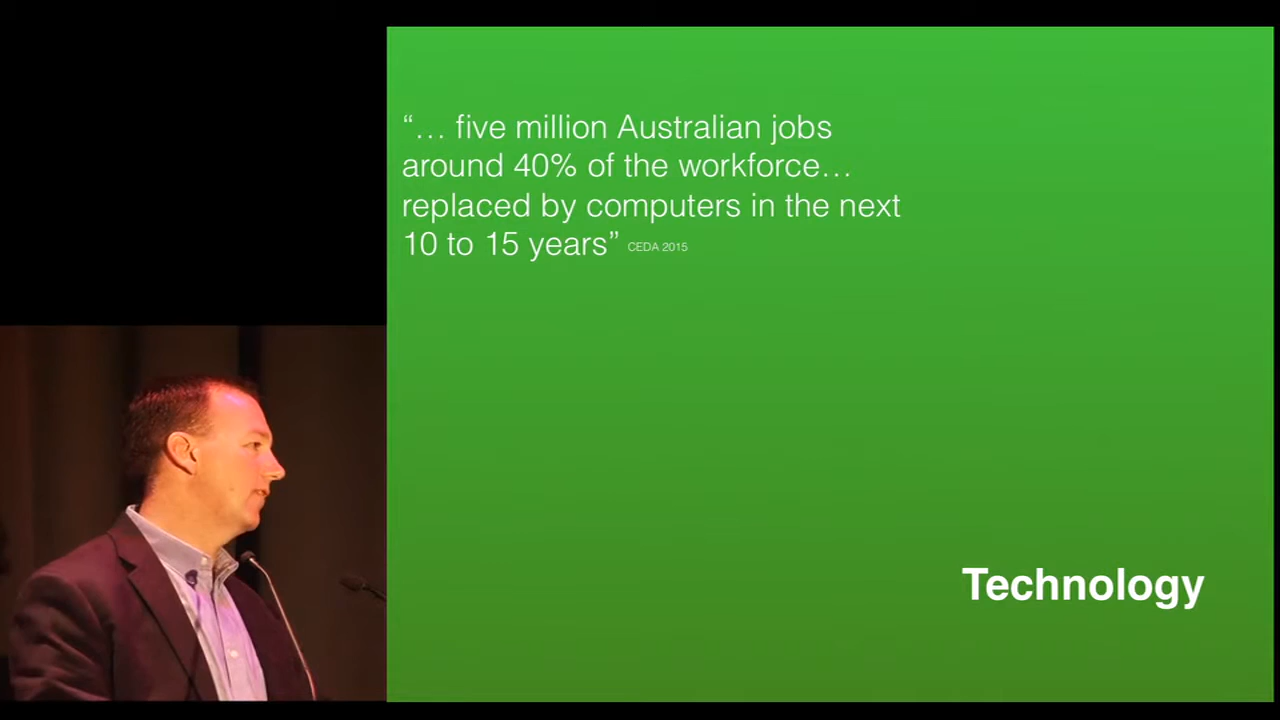 “… five million Australian jobs
around 40% of the workforce…
replaced by computers in the next
10 to 15 years” CEDA 2015
Technology